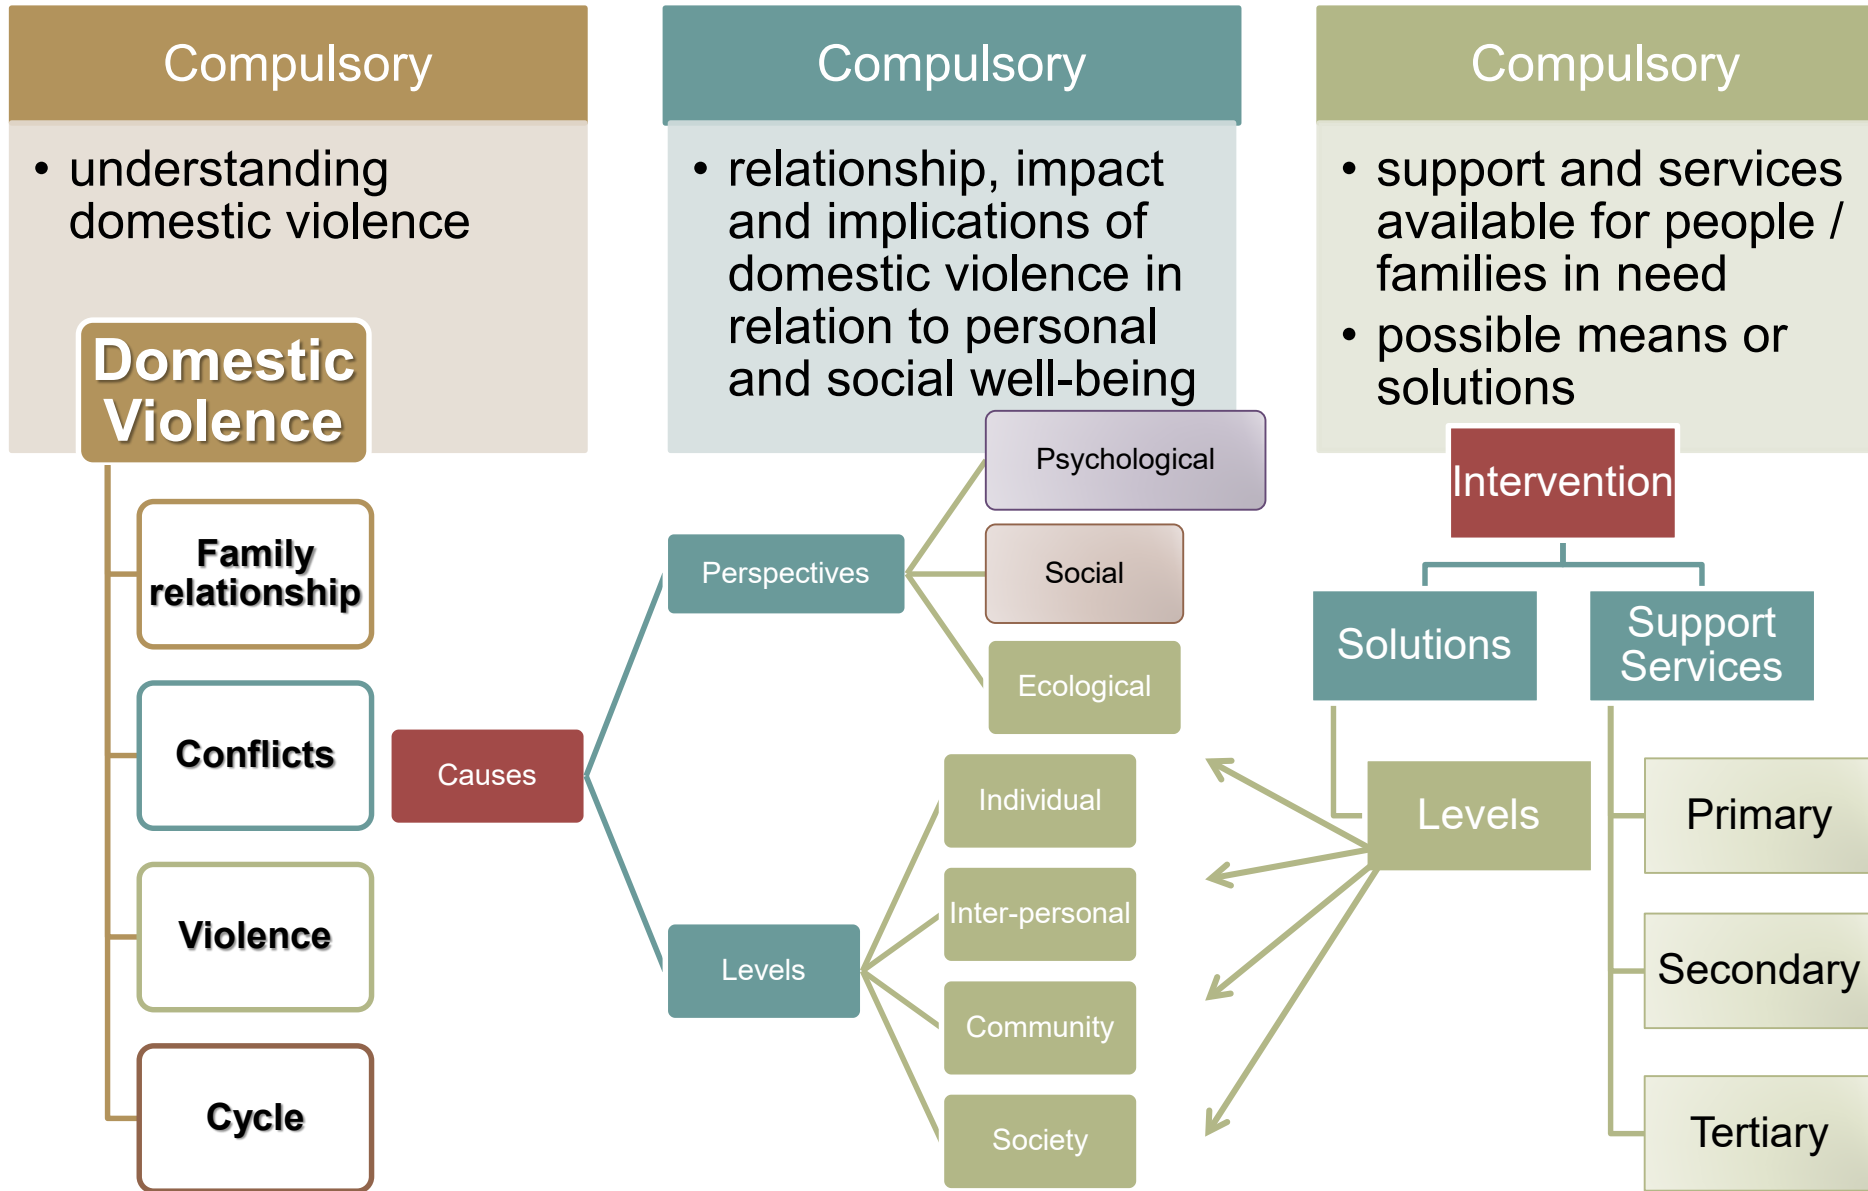 Compulsory
• understanding
domestic violence
Domestic
Violence
Family
relationship
Conflicts
Violence
Cycle
Compulsory
• relationship, impact
and implications of
domestic violence in
relation to personal
and social well-being
Causes
Perspectives
Psychological
Social
Ecological
Levels
Individual
Inter-personal
Community
Society
Compulsory
• support and services
available for people /
families in need
• possible means or
solutions
Intervention
Solutions
Levels
Support
Services
Primary
Secondary
Tertiary